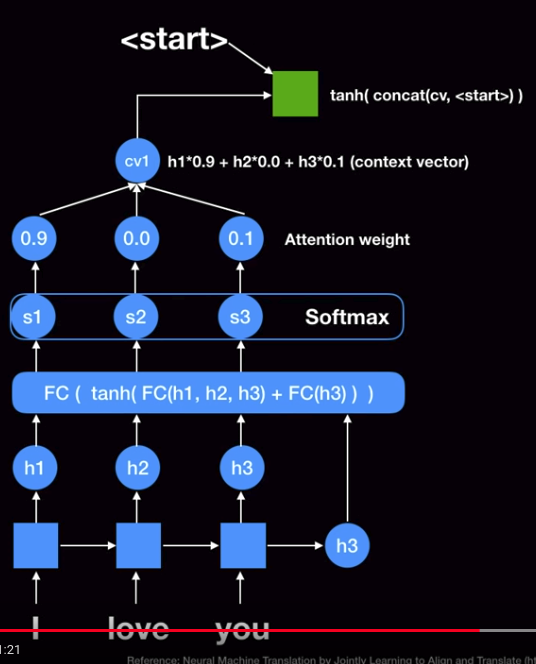 <start>
tanh( concat(cv, <start>) )
cv1
h1*0.9 + h2*0.0 + h3*0.1 (context vector)
0.9 0.0 0.1 Attention weight
s1 s2 s3 Softmax
FC ( tanh( FC(h1, h2, h3) + FC(h3) ) )
h1 h2 h3
h3
I love you
:21
Reference: Neural Machine Translation by Jointly Learning to Align and Translate (ht